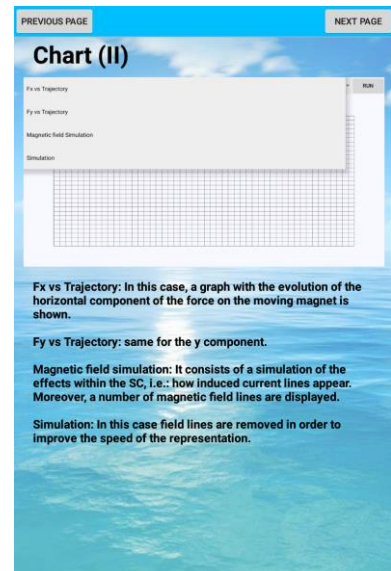 PREVIOUS PAGE
NEXT PAGE
Chart (II)
Fx vs Trajectory
RUN
Fy vs Trajectory
Magnetic field Simulation
Simulation
Fx vs Trajectory: In this case, a graph with the evolution of the
horizontal component of the force on the moving magnet is
shown.
Fy vs Trajectory: same for the y component.
Magnetic field simulation: It consists of a simulation of the
effects within the SC, i.e.: how induced current lines appear.
Moreover, a number of magnetic field lines are displayed.
Simulation: In this case field lines are removed in order to
improve the speed of the representation.